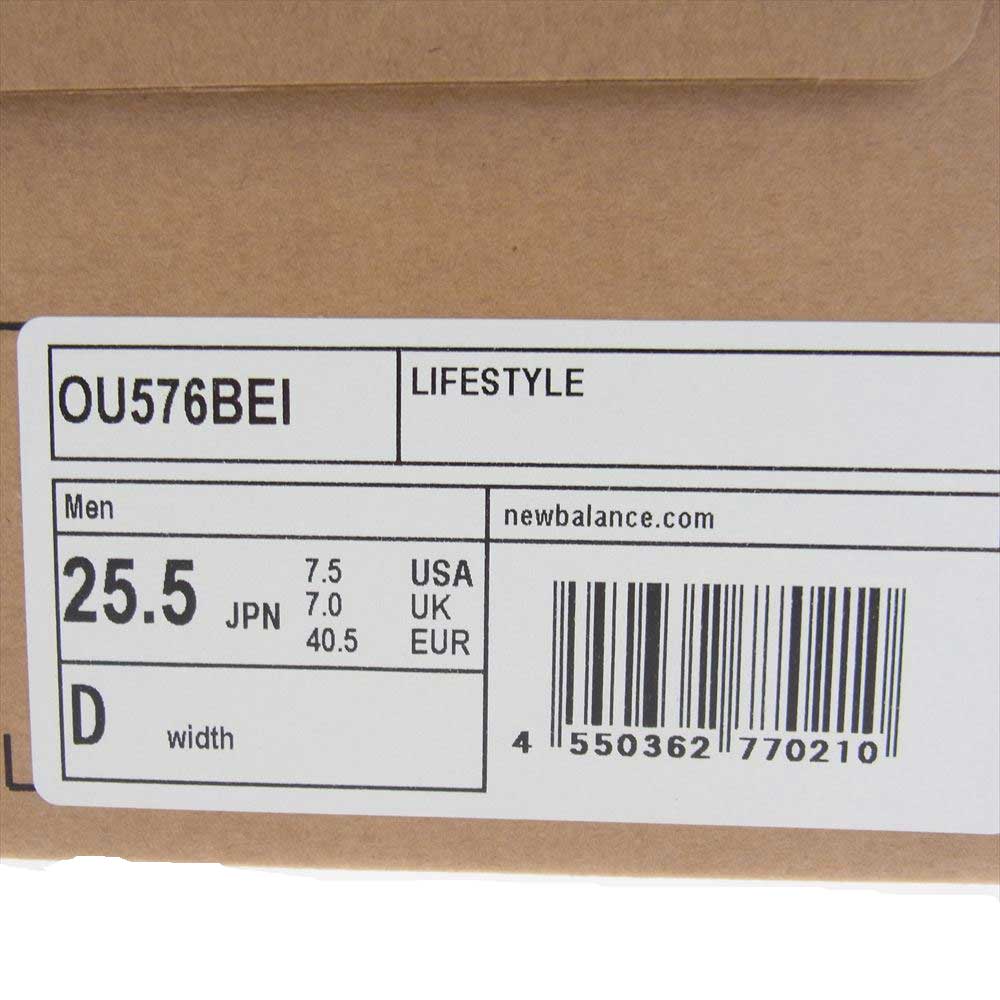 OU576BEI
LIFESTYLE
Men
newbalance.com
25.5 JPN
7.5 USA
7.0 UK
40.5 EUR
D width
4 550362 770210